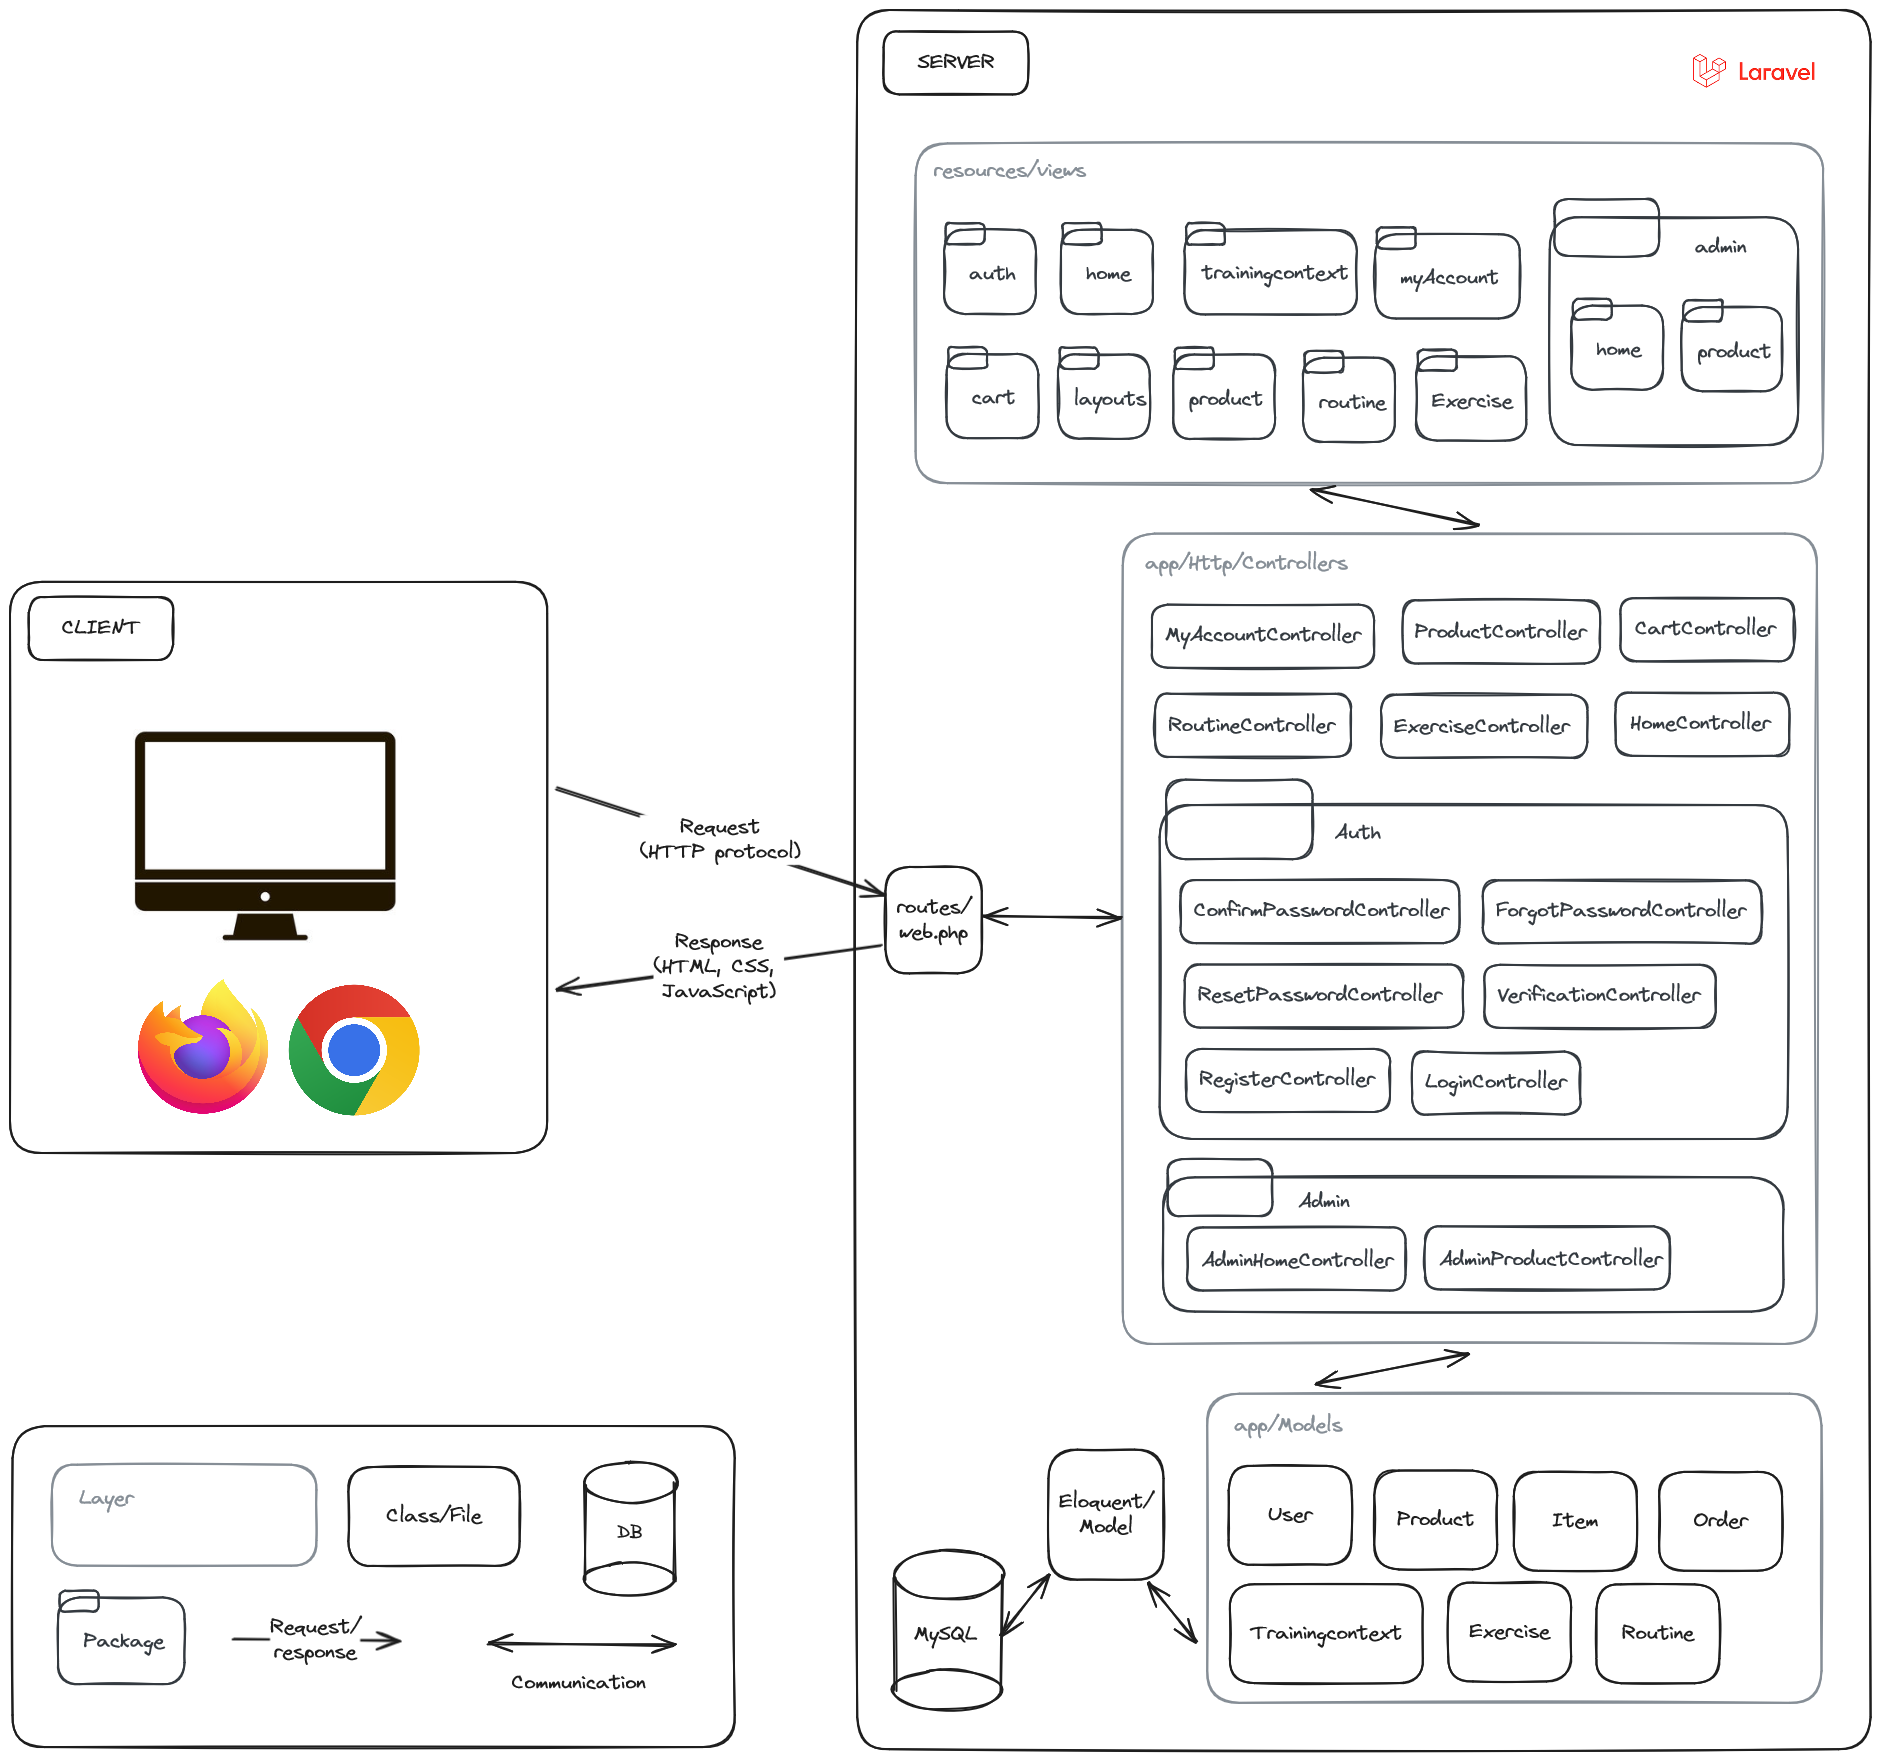 SERVER
Laravel
resources/views
auth
home
trainingcontext
myAccount
admin
home
product
cart
layouts
product
routine
Exercise
app/Http/Controllers
MyAccountController
ProductController
CartController
RoutineController
ExerciseController
HomeController
Auth
ConfirmPasswordController
ForgotPasswordController
ResetPasswordController
VerificationController
RegisterController
LoginController
Admin
AdminHomeController
AdminProductController
CLIENT
Request
(HTTP protocol)
Response
(HTML, CSS,
JavaScript)
routes/
web.php
app/Models
User
Product
Item
Order
Trainingcontext
Exercise
Routine
Eloquent/
Model
MySQL
Layer
Class/File
DB
Package
Request/
response
Communication